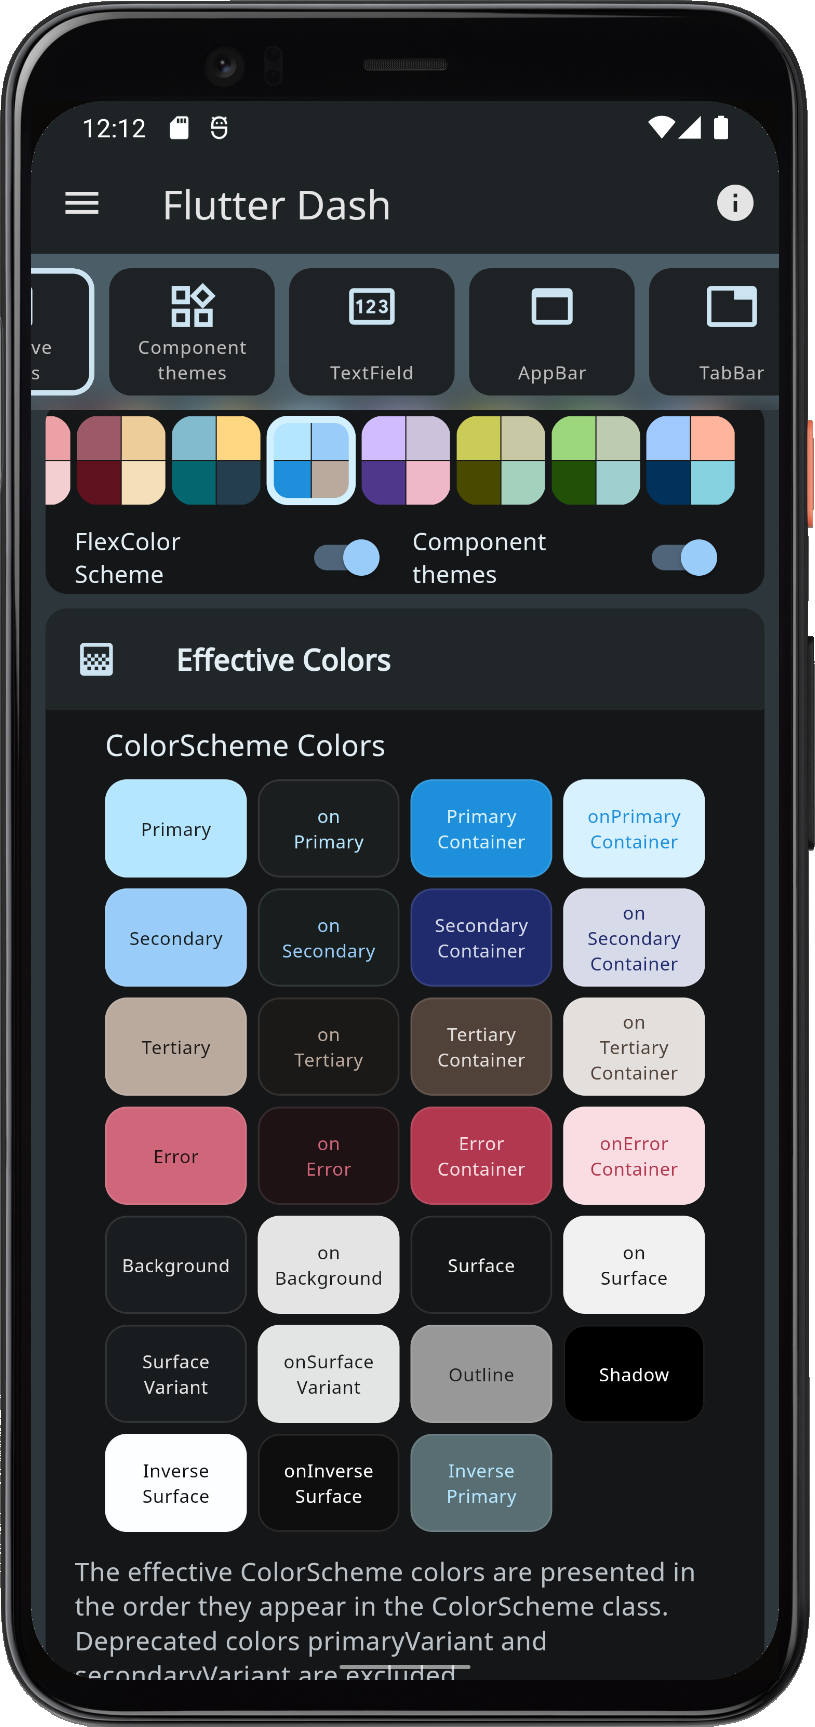 12:12
Flutter Dash
ve
s
Component
themes
123
TextField
AppBar
TabBar
FlexColor
Scheme
Component
themes
Effective Colors
ColorScheme Colors
Primary
on
Primary
Primary
Container
onPrimary
Container
Secondary
on
Secondary
Secondary
Container
on
Secondary
Container
Tertiary
on
Tertiary
Tertiary
Container
on
Tertiary
Container
Error
on
Error
Error
Container
onError
Container
Background
on
Background
Surface
on
Surface
Surface
Variant
onSurface
Variant
Outline
Shadow
Inverse
Surface
onInverse
Surface
Inverse
Primary
The effective ColorScheme colors are presented in
the order they appear in the ColorScheme class.
Deprecated colors primaryVariant and
secondaryVariant are excluded